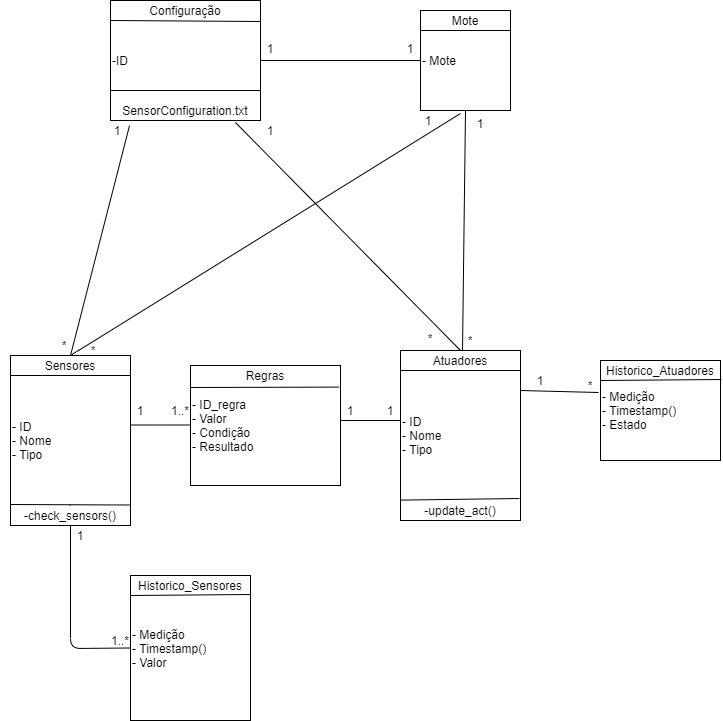 Configuração
-ID
SensorConfiguration.txt
1
1
Mote
- Mote
1
1
1
1
*
*
*
*
Sensores
- ID
- Nome
- Tipo
-check_sensors()
1
1..*
Regras
- ID_regra
- Valor
- Condição
- Resultado
1
1
Atuadores
- ID
- Nome
- Tipo
-update_act()
1
*
Historico_Atuadores
- Medição
- Timestamp()
- Estado
1
1..*
Historico_Sensores
- Medição
- Timestamp()
- Valor